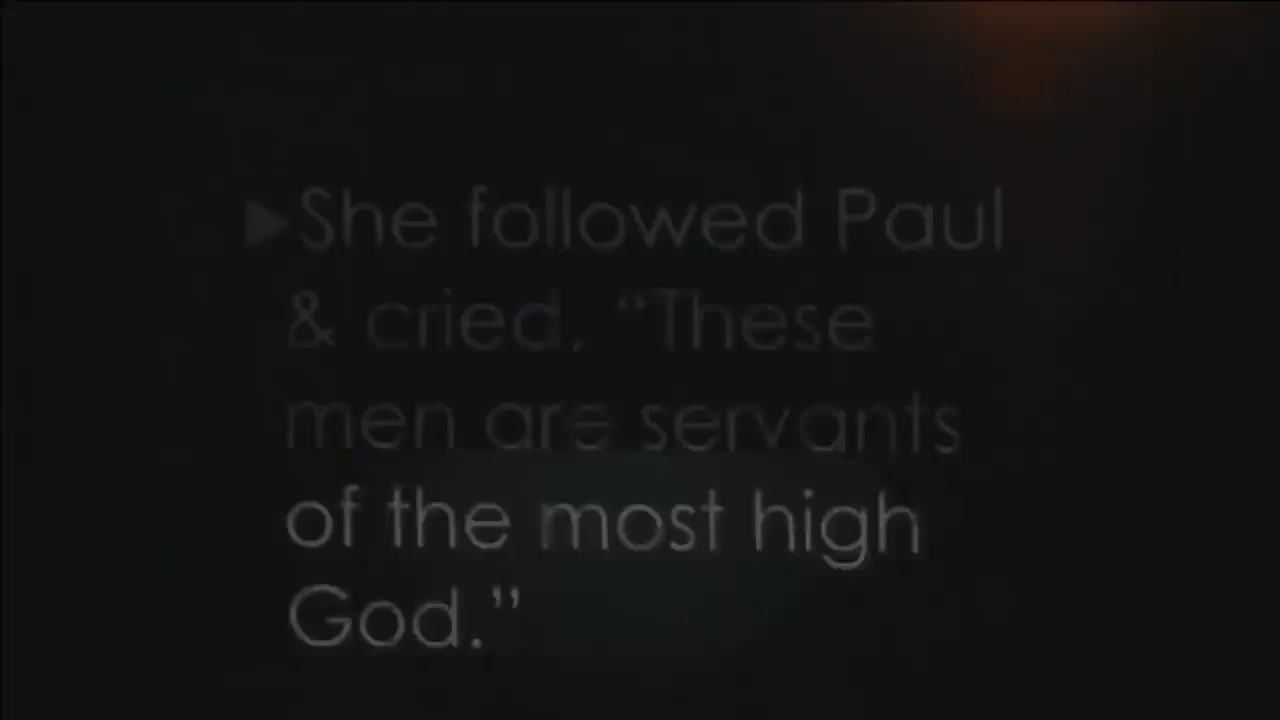 ▶She followed Paul
& cried, “These
men are servants
of the most high
God.”